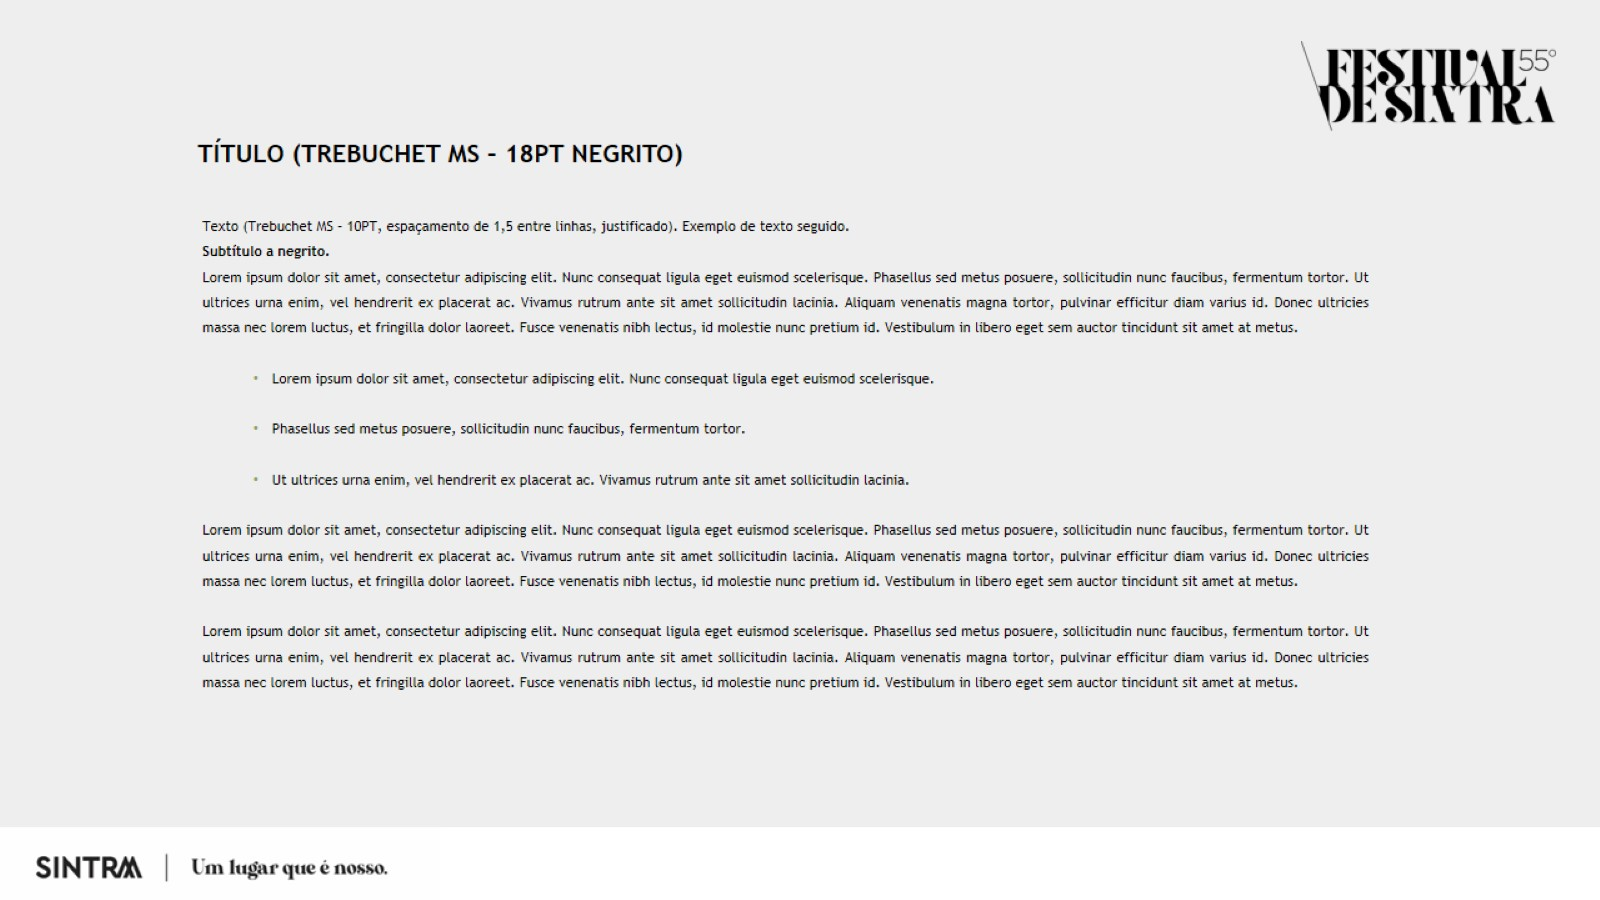 FESTIVAL 55º
DE SINTRA
TÍTULO (TREBUCHET MS – 18PT NEGRITO)
Texto (Trebuchet MS - 10PT, espaçamento de 1,5 entre linhas, justificado). Exemplo de texto seguido.
Subtítulo a negrito.
Lorem ipsum dolor sit amet, consectetur adipiscing elit. Nunc consequat ligula eget euismod scelerisque. Phasellus sed metus posuere, sollicitudin nunc faucibus, fermentum tortor. Ut
ultrices urna enim, vel hendrerit ex placerat ac. Vivamus rutrum ante sit amet sollicitudin lacinia. Aliquam venenatis magna tortor, pulvinar efficitur diam varius id. Donec ultricies
massa nec lorem luctus, et fringilla dolor laoreet. Fusce venenatis nibh lectus, id molestie nunc pretium id. Vestibulum in libero eget sem auctor tincidunt sit amet at metus.
• Lorem ipsum dolor sit amet, consectetur adipiscing elit. Nunc consequat ligula eget euismod scelerisque.
• Phasellus sed metus posuere, sollicitudin nunc faucibus, fermentum tortor.
• Ut ultrices urna enim, vel hendrerit ex placerat ac. Vivamus rutrum ante sit amet sollicitudin lacinia.
Lorem ipsum dolor sit amet, consectetur adipiscing elit. Nunc consequat ligula eget euismod scelerisque. Phasellus sed metus posuere, sollicitudin nunc faucibus, fermentum tortor. Ut
ultrices urna enim, vel hendrerit ex placerat ac. Vivamus rutrum ante sit amet sollicitudin lacinia. Aliquam venenatis magna tortor, pulvinar efficitur diam varius id. Donec ultricies
massa nec lorem luctus, et fringilla dolor laoreet. Fusce venenatis nibh lectus, id molestie nunc pretium id. Vestibulum in libero eget sem auctor tincidunt sit amet at metus.
Lorem ipsum dolor sit amet, consectetur adipiscing elit. Nunc consequat ligula eget euismod scelerisque. Phasellus sed metus posuere, sollicitudin nunc faucibus, fermentum tortor. Ut
ultrices urna enim, vel hendrerit ex placerat ac. Vivamus rutrum ante sit amet sollicitudin lacinia. Aliquam venenatis magna tortor, pulvinar efficitur diam varius id. Donec ultricies
massa nec lorem luctus, et fringilla dolor laoreet. Fusce venenatis nibh lectus, id molestie nunc pretium id. Vestibulum in libero eget sem auctor tincidunt sit amet at metus.
SINTRA | Um lugar que é nosso.